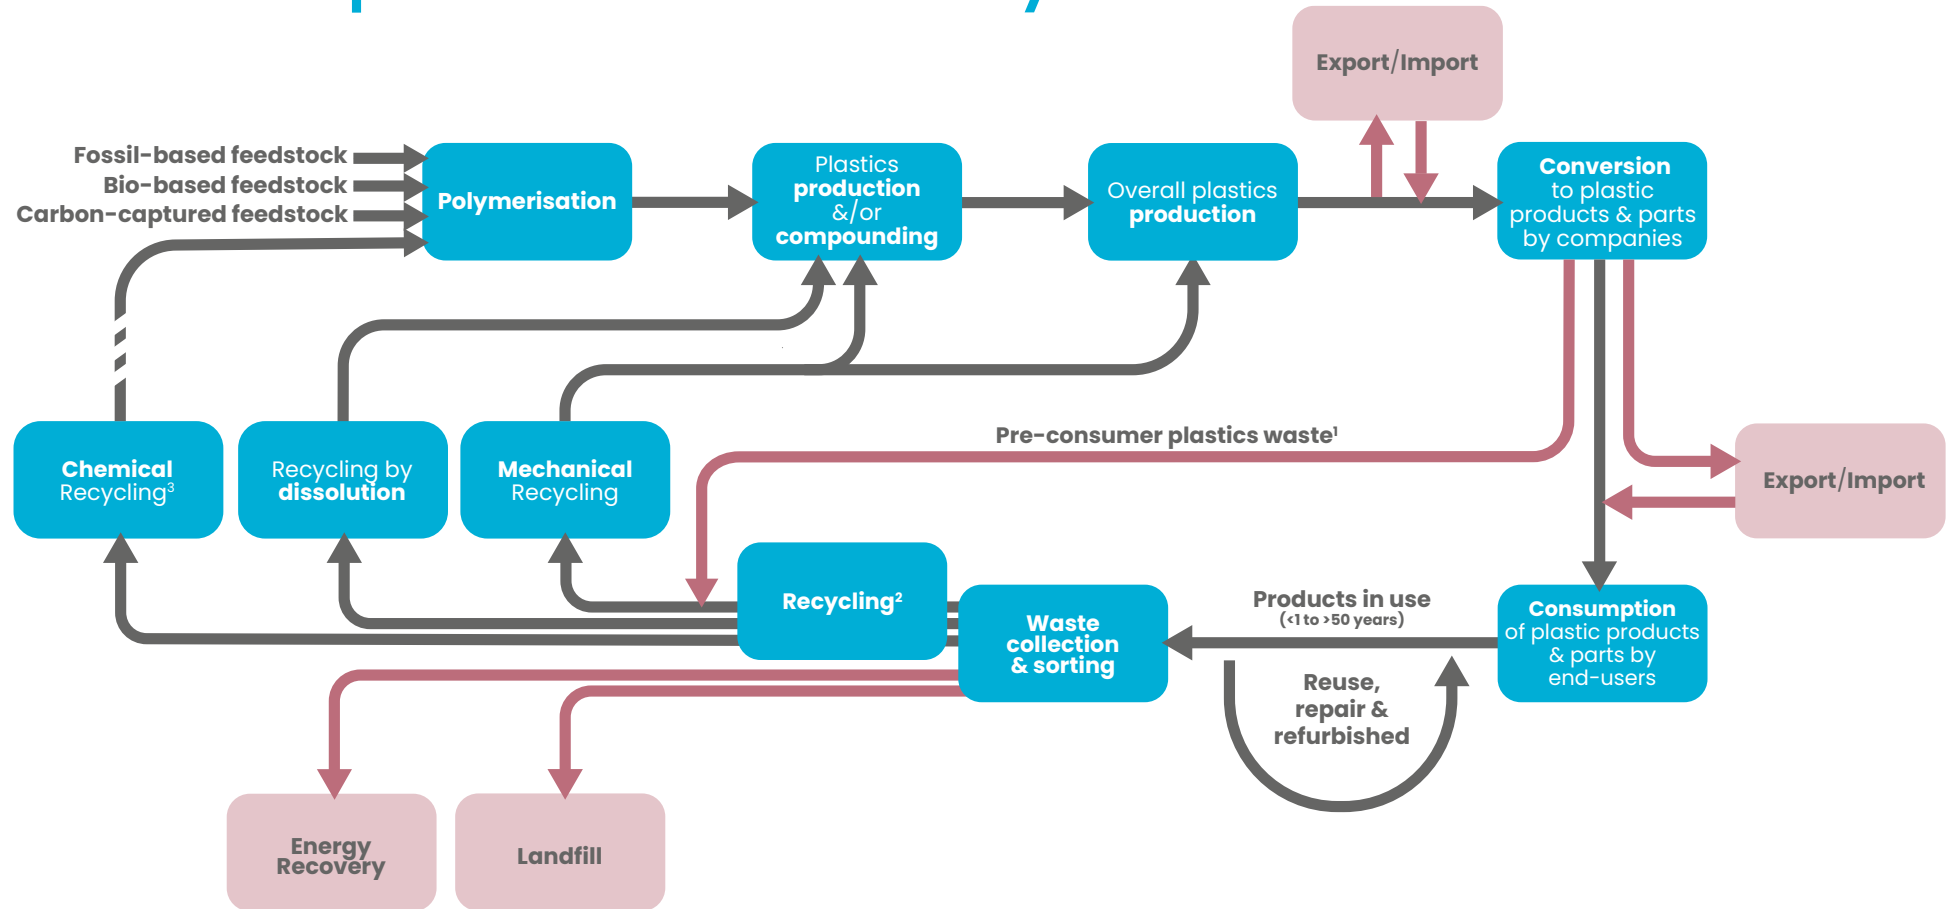 Export/Import
Fossil-based feedstock
Bio-based feedstock
Carbon-captured feedstock
Polymerisation
Plastics
production
&/or
compounding
Overall plastics
production
Conversion
to plastic
products & parts
by companies
Pre-consumer plastics waste¹
Chemical
Recycling³
Recycling by
dissolution
Mechanical
Recycling
Export/Import
Recycling²
Waste
collection
& sorting
Products in use
(<1 to >50 years)
Consumption
of plastic products
& parts by
end-users
Reuse,
repair &
refurbished
Energy
Recovery
Landfill